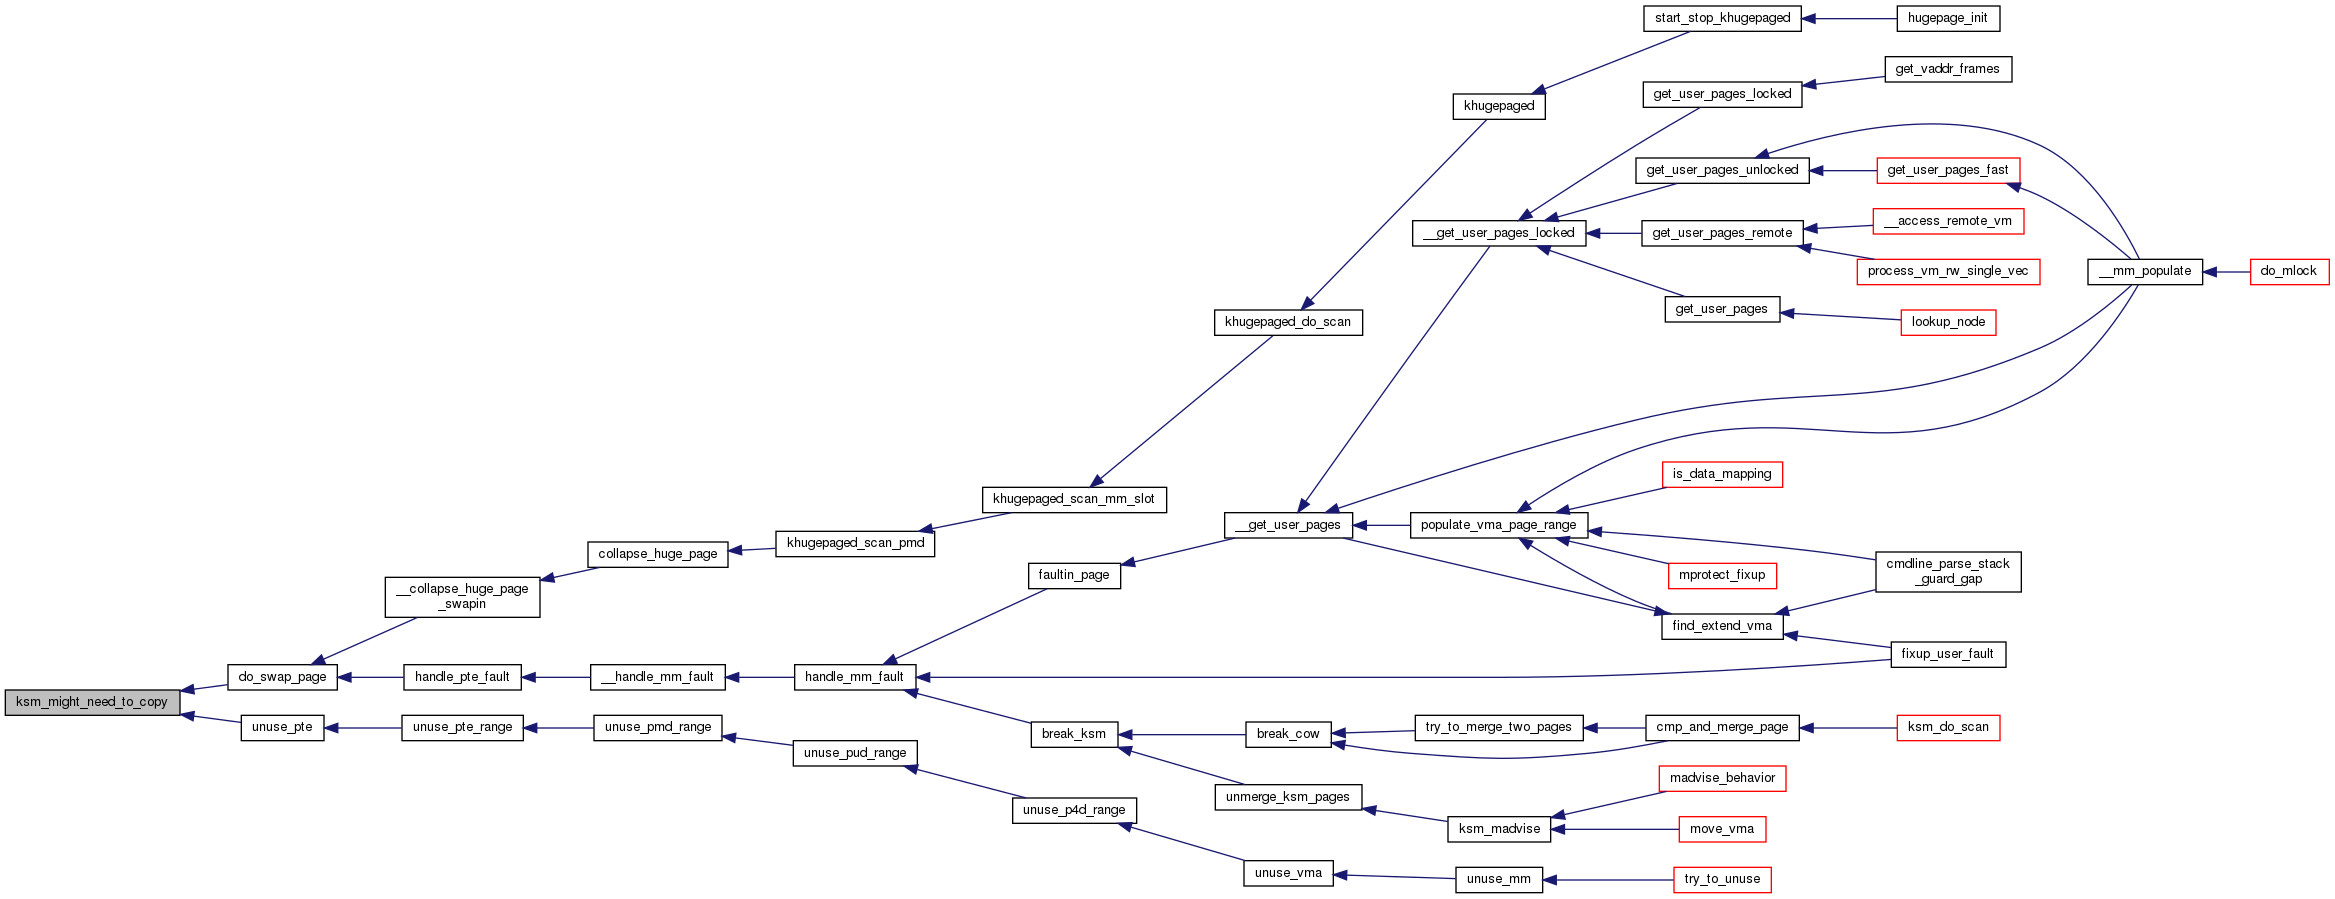 start_stop_khugepaged
hugepage_init
get_vaddr_frames
get_user_pages_locked
khugepaged
get_user_pages_unlocked
get_user_pages_fast
__access_remote_vm
__get_user_pages_locked
get_user_pages_remote
process_vm_rw_single_vec
__mm_populate
do_mlock
get_user_pages
khugepaged_do_scan
lookup_node
is_data_mapping
khugepaged_scan_mm_slot
__get_user_pages
populate_vma_page_range
khugepaged_scan_pmd
collapse_huge_page
cmdline_parse_stack
_guard_gap
faultin_page
mprotect_fixup
__collapse_huge_page
_swapin
find_extend_vma
fixup_user_fault
do_swap_page
handle_pte_fault
__handle_mm_fault
handle_mm_fault
ksm_might_need_to_copy
unuse_pte
unuse_pte_range
unuse_pmd_range
break_ksm
break_cow
try_to_merge_two_pages
cmp_and_merge_page
ksm_do_scan
unuse_pud_range
madvise_behavior
unmerge_ksm_pages
unuse_p4d_range
ksm_madvise
move_vma
unuse_vma
unuse_mm
try_to_unuse